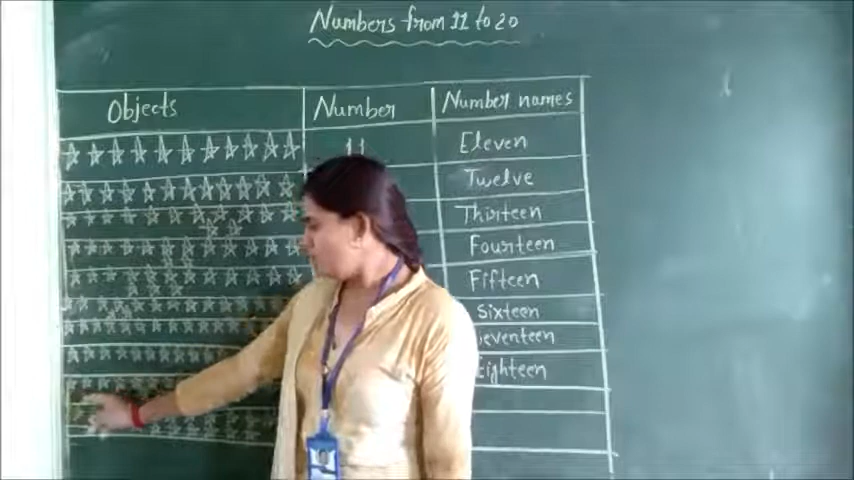 Numbers from 11 to 20
Objects Number Number names
11 Eleven
Twelve
Thirteen
Fourteen
Fifteen
Sixteen
Seventeen
Eighteen